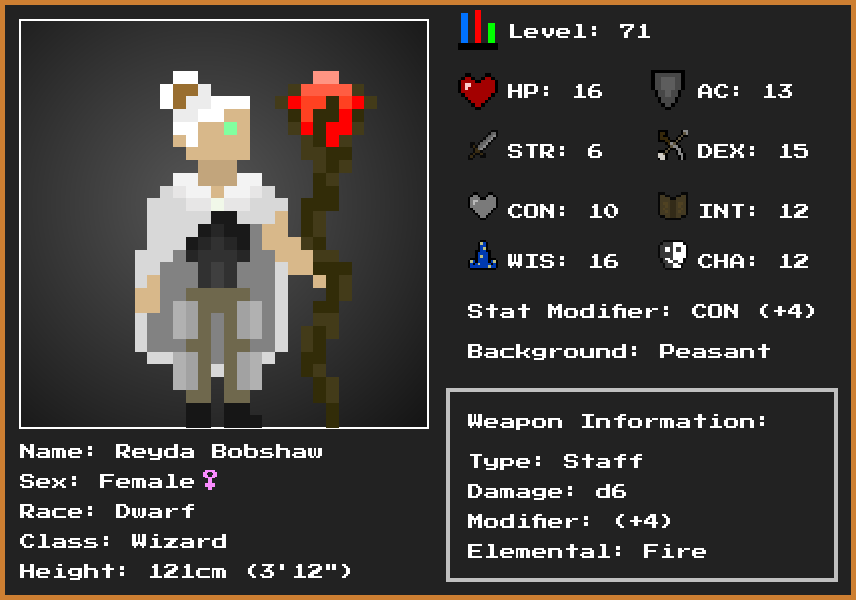 Level: 71
HP: 16
AC: 13
STR: 6
DEX: 15
CON: 10
INT: 12
WIS: 16
CHA: 12
Stat Modifier: CON (+4)
Background: Peasant
Weapon Information:
Type: Staff
Damage: d6
Modifier: (+4)
Elemental: Fire
Name: Reyda Bobshaw
Sex: Female♀
Race: Dwarf
Class: Wizard
Height: 121cm (3'12")